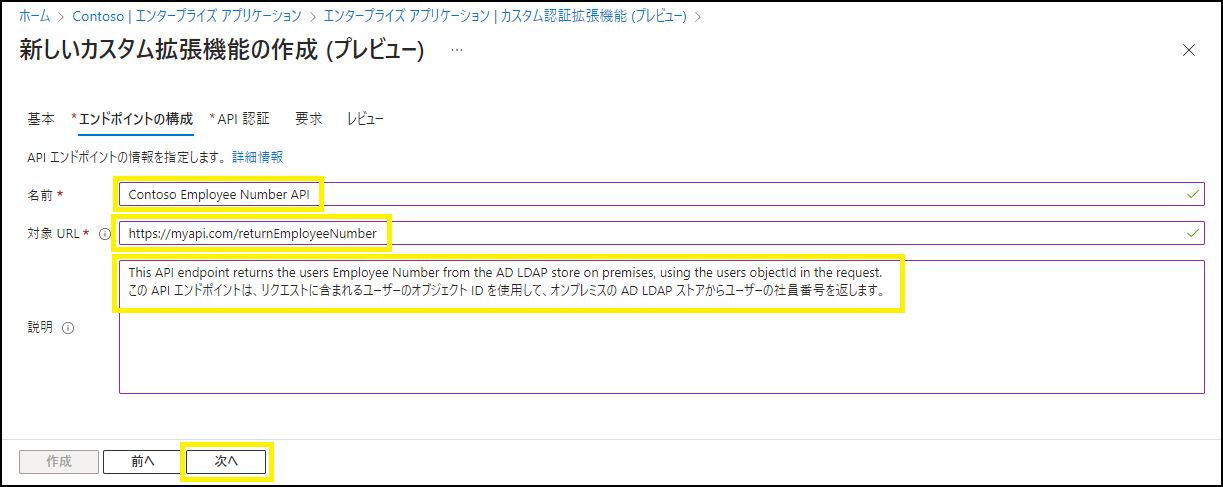 ホーム > Contoso | エンタープライズ アプリケーション > エンタープライズ アプリケーション | カスタム認証拡張機能 (プレビュー) >
新しいカスタム拡張機能の作成 (プレビュー) ...
基本 * エンドポイントの構成 * API 認証 要求 レビュー
API エンドポイントの情報を指定します。 詳細情報
名前 * Contoso Employee Number API
対象 URL * https://myapi.com/returnEmployeeNumber
This API endpoint returns the users Employee Number from the AD LDAP store on premises, using the users objectId in the request.
この API エンドポイントは、リクエストに含まれるユーザーのオブジェクト ID を使用して、オンプレミスの AD LDAP ストアからユーザーの社員番号を返します。
説明
作成 前へ 次へ